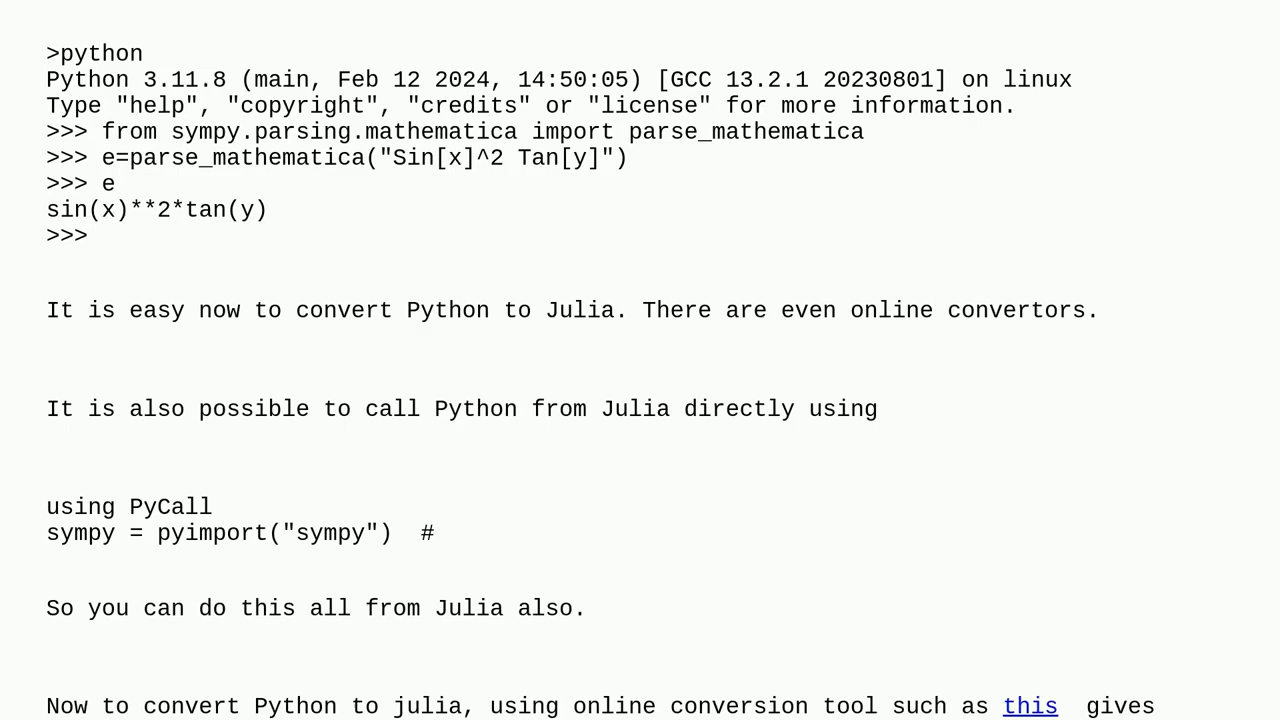 >python
Python 3.11.8 (main, Feb 12 2024, 14:50:05) [GCC 13.2.1 20230801] on linux
Type "help", "copyright", "credits" or "license" for more information.
>>> from sympy.parsing.mathematica import parse_mathematica
>>> e=parse_mathematica("Sin[x]^2 Tan[y]")
>>> e
sin(x)**2*tan(y)
>>>
It is easy now to convert Python to Julia. There are even online convertors.
It is also possible to call Python from Julia directly using
using PyCall
sympy = pyimport("sympy")  #
So you can do this all from Julia also.
Now to convert Python to julia, using online conversion tool such as this  gives